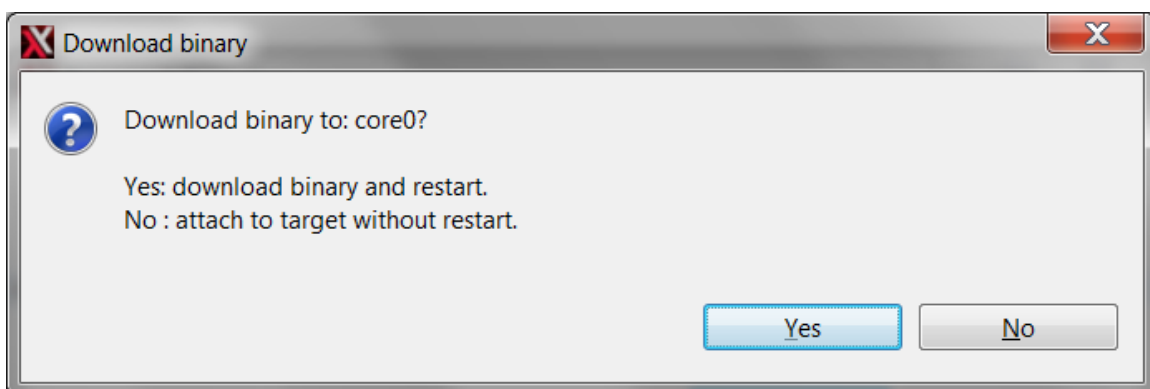 Download binary
Download binary to: core0?
Yes: download binary and restart.
No : attach to target without restart.
Yes
No